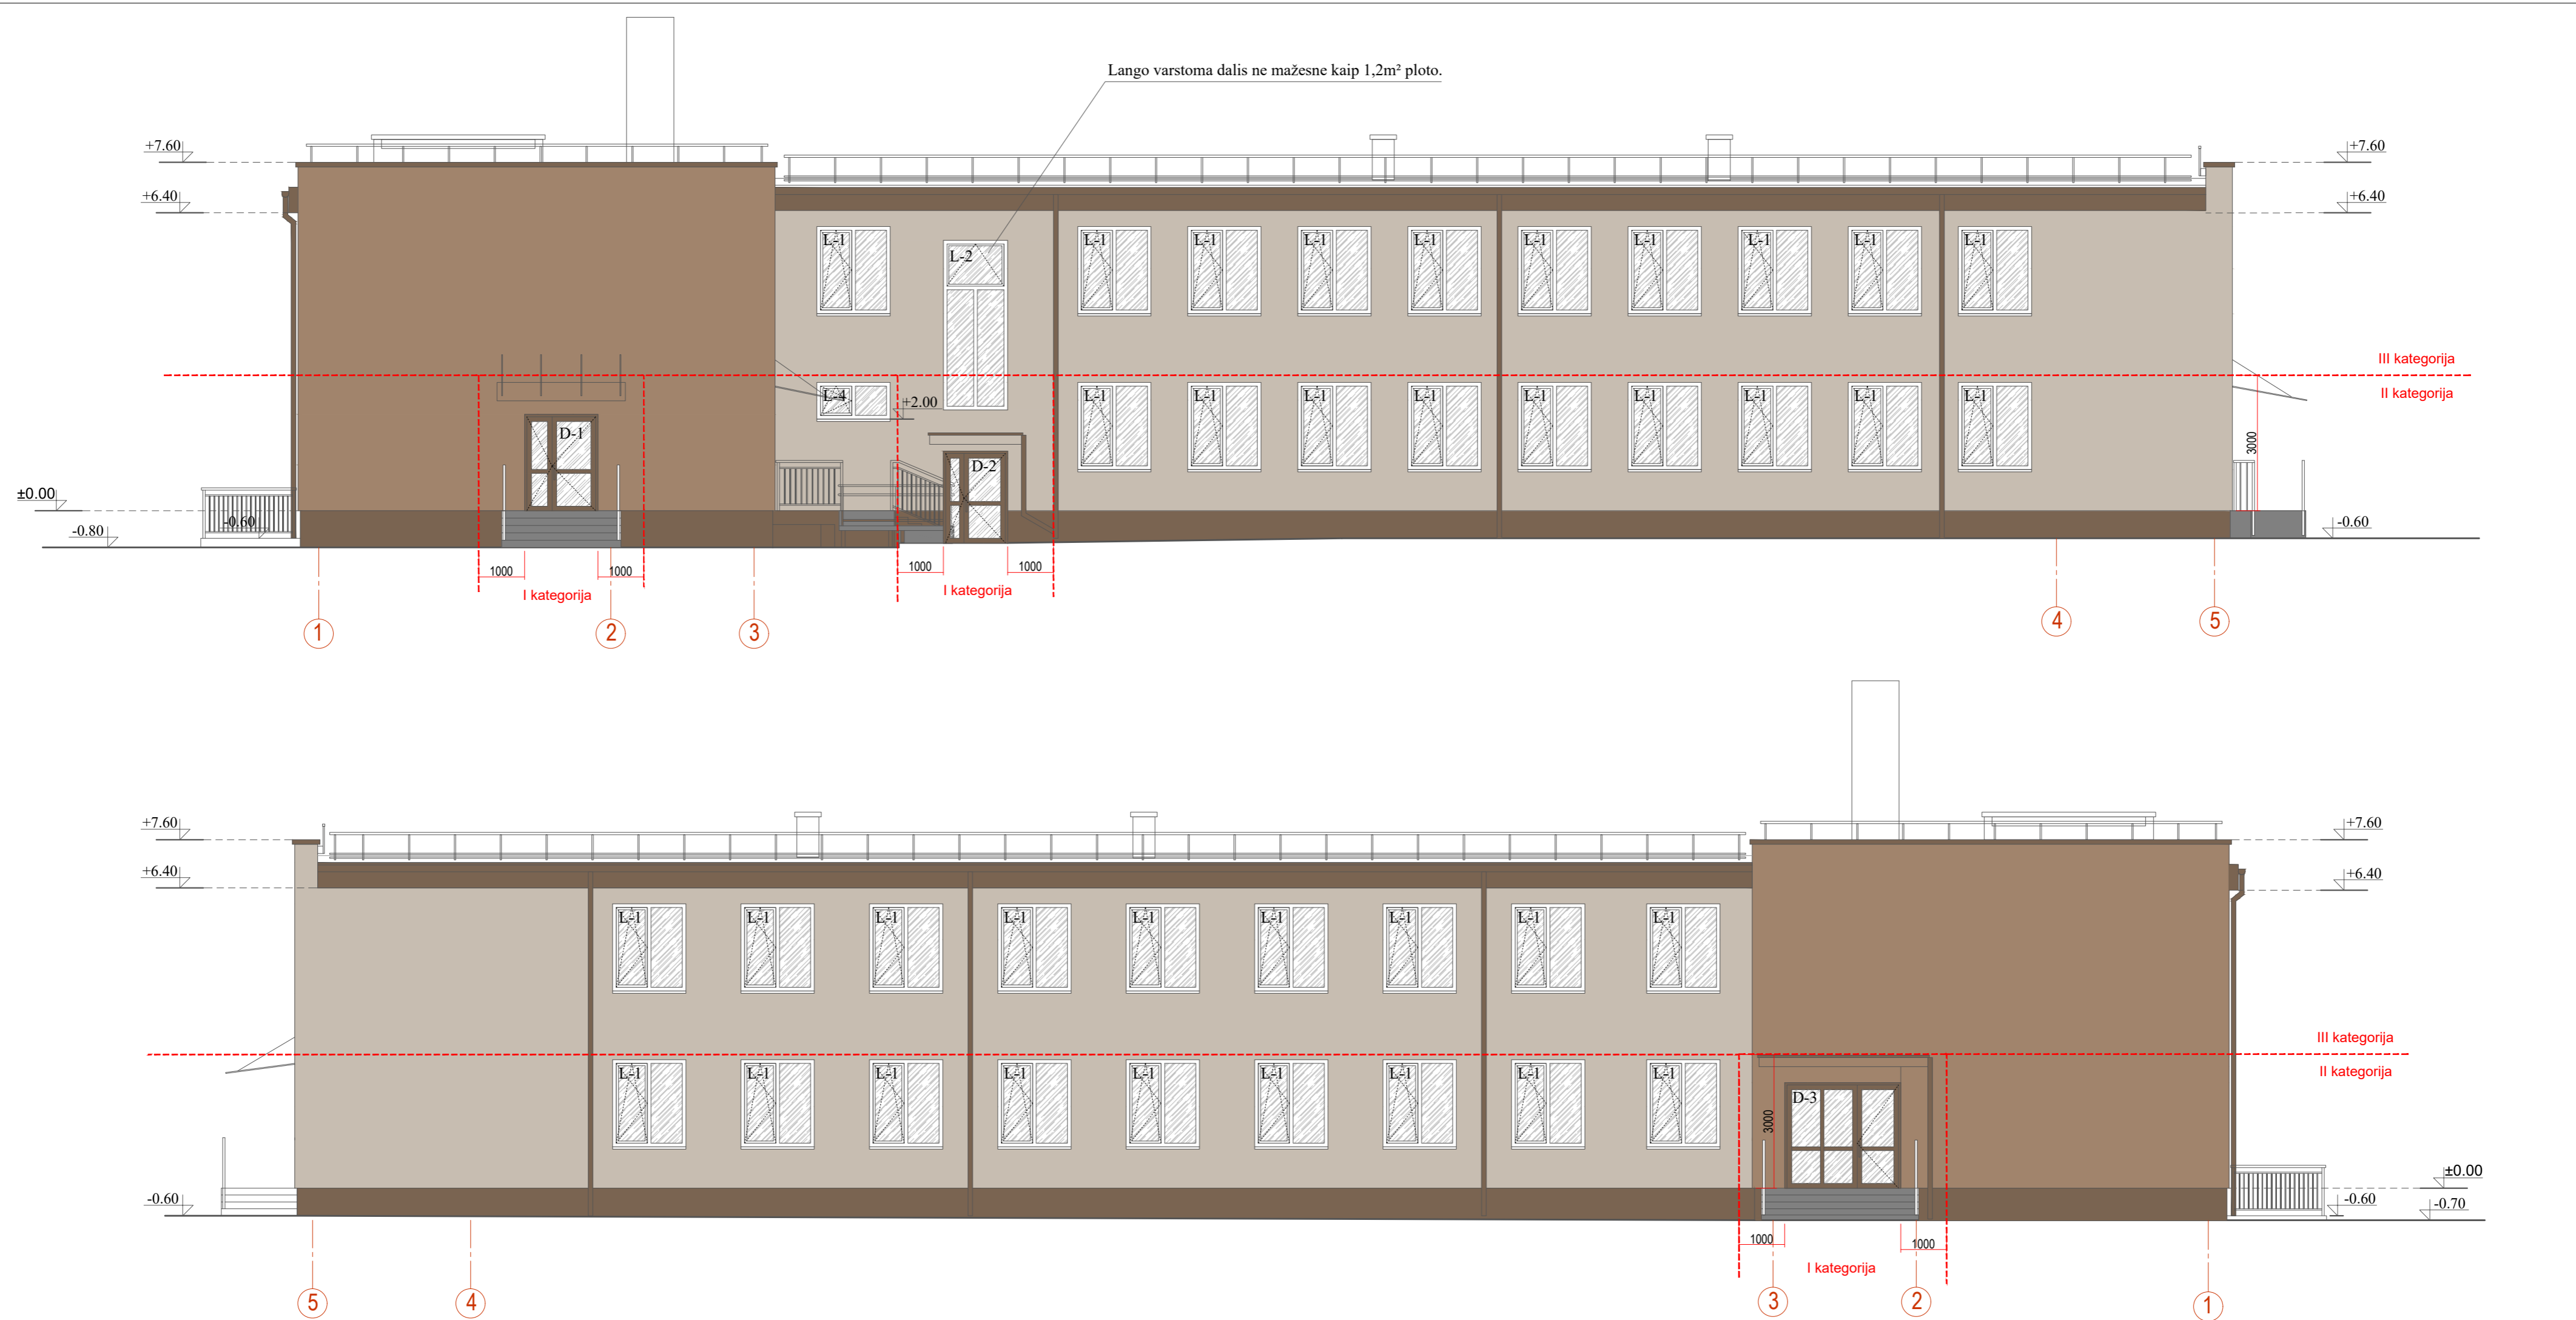 Lango varstoma dalis ne mažesne kaip 1,2m² ploto.
+7.60
+7.60
+6.40
+6.40
L-1
L-2
L-1
L-1
L-1
L-1
L-1
L-1
L-1
L-1
L-1
III kategorija
II kategorija
L-4
+2.00
L-1
L-1
L-1
L-1
L-1
L-1
L-1
L-1
L-1
D-1
D-2
3000
±0.00
-0.80
-0.60
-0.60
1000
1000
1000
1000
I kategorija
I kategorija
1
2
3
4
5
+7.60
+7.60
+6.40
+6.40
L-1
L-1
L-1
L-1
L-1
L-1
L-1
L-1
L-1
III kategorija
II kategorija
L-1
L-1
L-1
L-1
L-1
L-1
L-1
L-1
L-1
D-3
3000
±0.00
-0.60
-0.60
-0.70
1000
1000
I kategorija
5
4
3
2
1